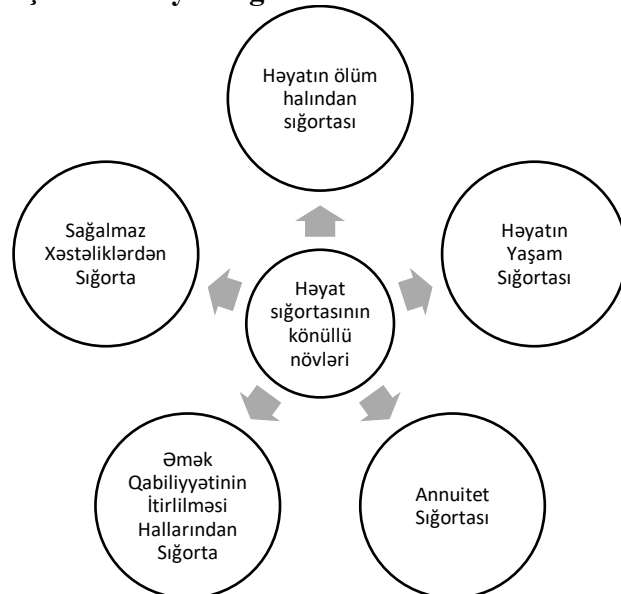 Həyatın ölüm
halından
sığortası
Sağalmaz
Xəstəliklərdən
Sığorta
Həyatın
Yaşam
Sığortası
Həyat
sığortasının
könüllü
növləri
Əmək
Qabiliyyətinin
İtirlilməsi
Hallarından
Sığorta
Annuitet
Sığortası